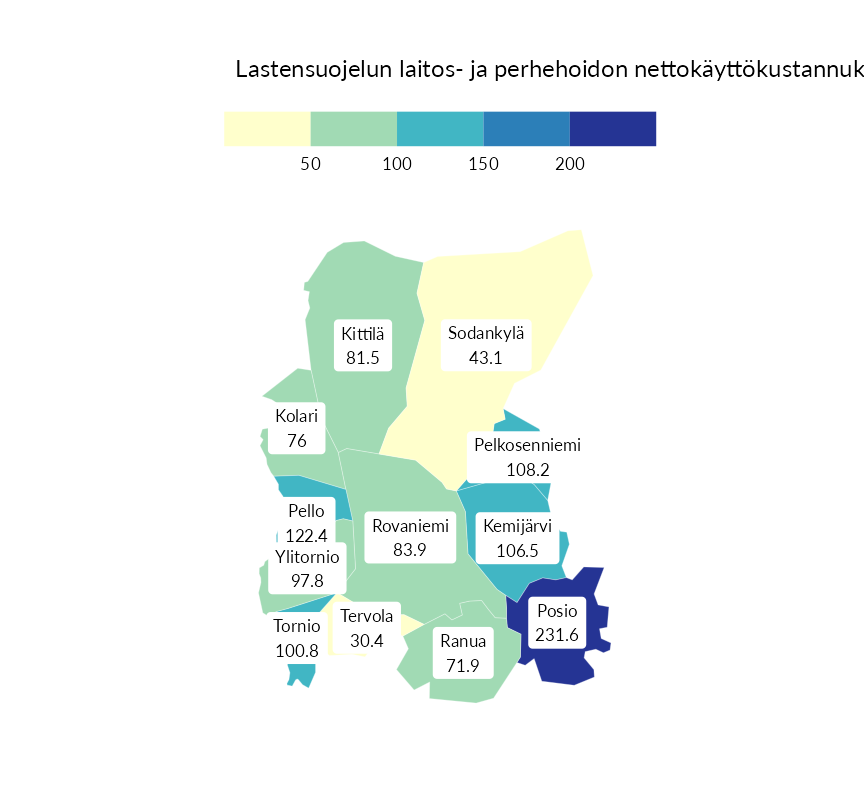 Lastensuojelun laitos- ja perhehoidon nettokäyttökustannuk
50 100 150 200
Kittilä
81.5
Sodankylä
43.1
Kolari
76
Pelkosenniemi
108.2
Pello
122.4
Rovaniemi
83.9
Kemijärvi
106.5
Ylitornio
97.8
Posio
231.6
Tervola
30.4
Tornio
100.8
Ranua
71.9